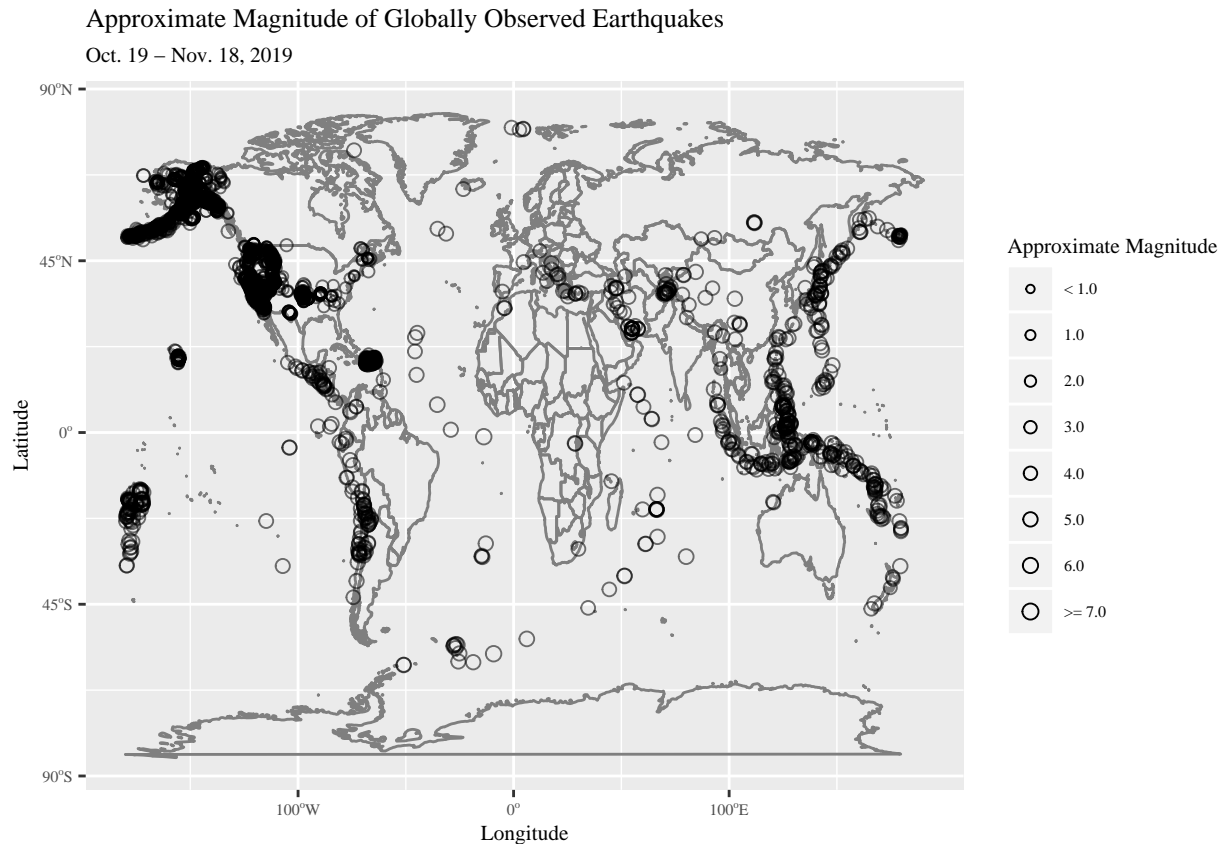 Approximate Magnitude of Globally Observed Earthquakes
Oct. 19 – Nov. 18, 2019
90°N
45°N
0°
45°S
90°S
Latitude
100°W
0°
100°E
Longitude
Approximate Magnitude
< 1.0
1.0
2.0
3.0
4.0
5.0
6.0
>= 7.0